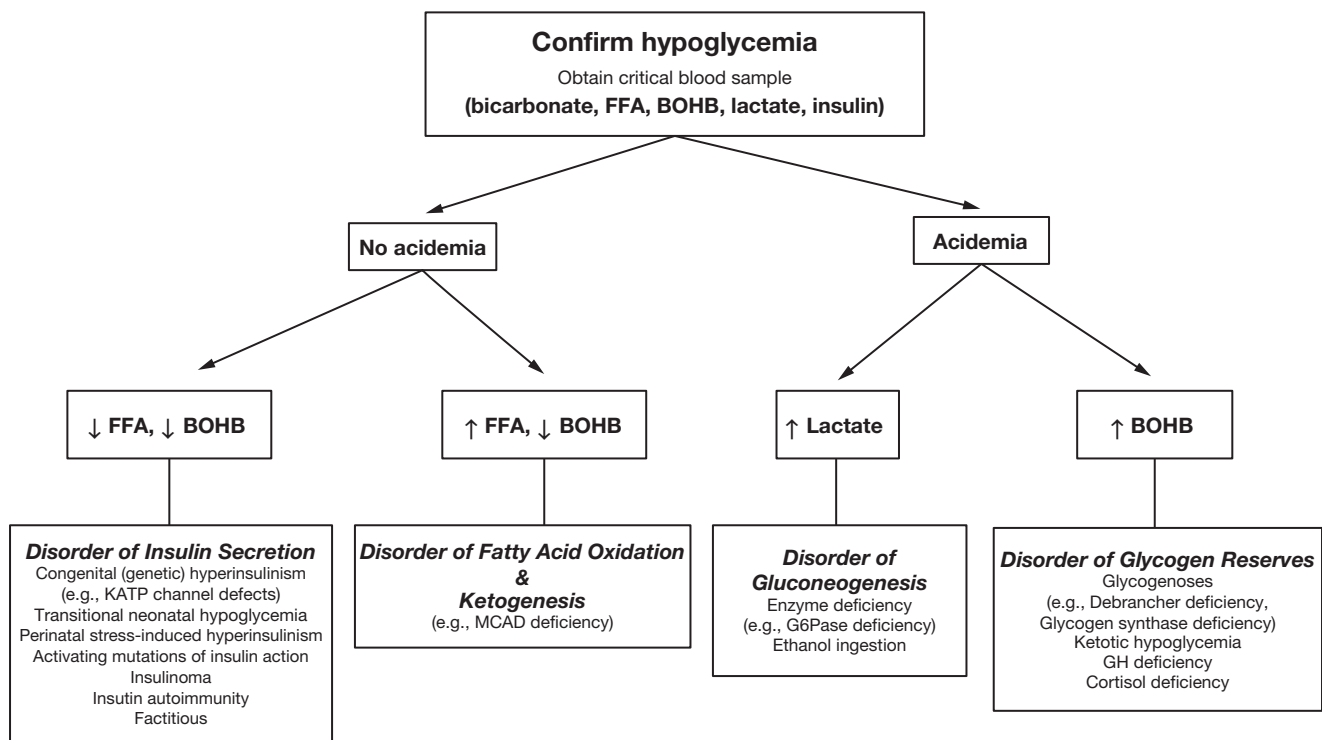 Confirm hypoglycemia
Obtain critical blood sample
(bicarbonate, FFA, BOHB, lactate, insulin)
No acidemia
Acidemia
↓ FFA, ↓ BOHB
↑ FFA, ↓ BOHB
↑ Lactate
↑ BOHB
Disorder of Insulin Secretion
Congenital (genetic) hyperinsulinism
(e.g., KATP channel defects)
Transitional neonatal hypoglycemia
Perinatal stress-induced hyperinsulinism
Activating mutations of insulin action
Insulinoma
Insutin autoimmunity
Factitious
Disorder of Fatty Acid Oxidation
&
Ketogenesis
(e.g., MCAD deficiency)
Disorder of
Gluconeogenesis
Enzyme deficiency
(e.g., G6Pase deficiency)
Ethanol ingestion
Disorder of Glycogen Reserves
Glycogenoses
(e.g., Debrancher deficiency,
Glycogen synthase deficiency)
Ketotic hypoglycemia
GH deficiency
Cortisol deficiency